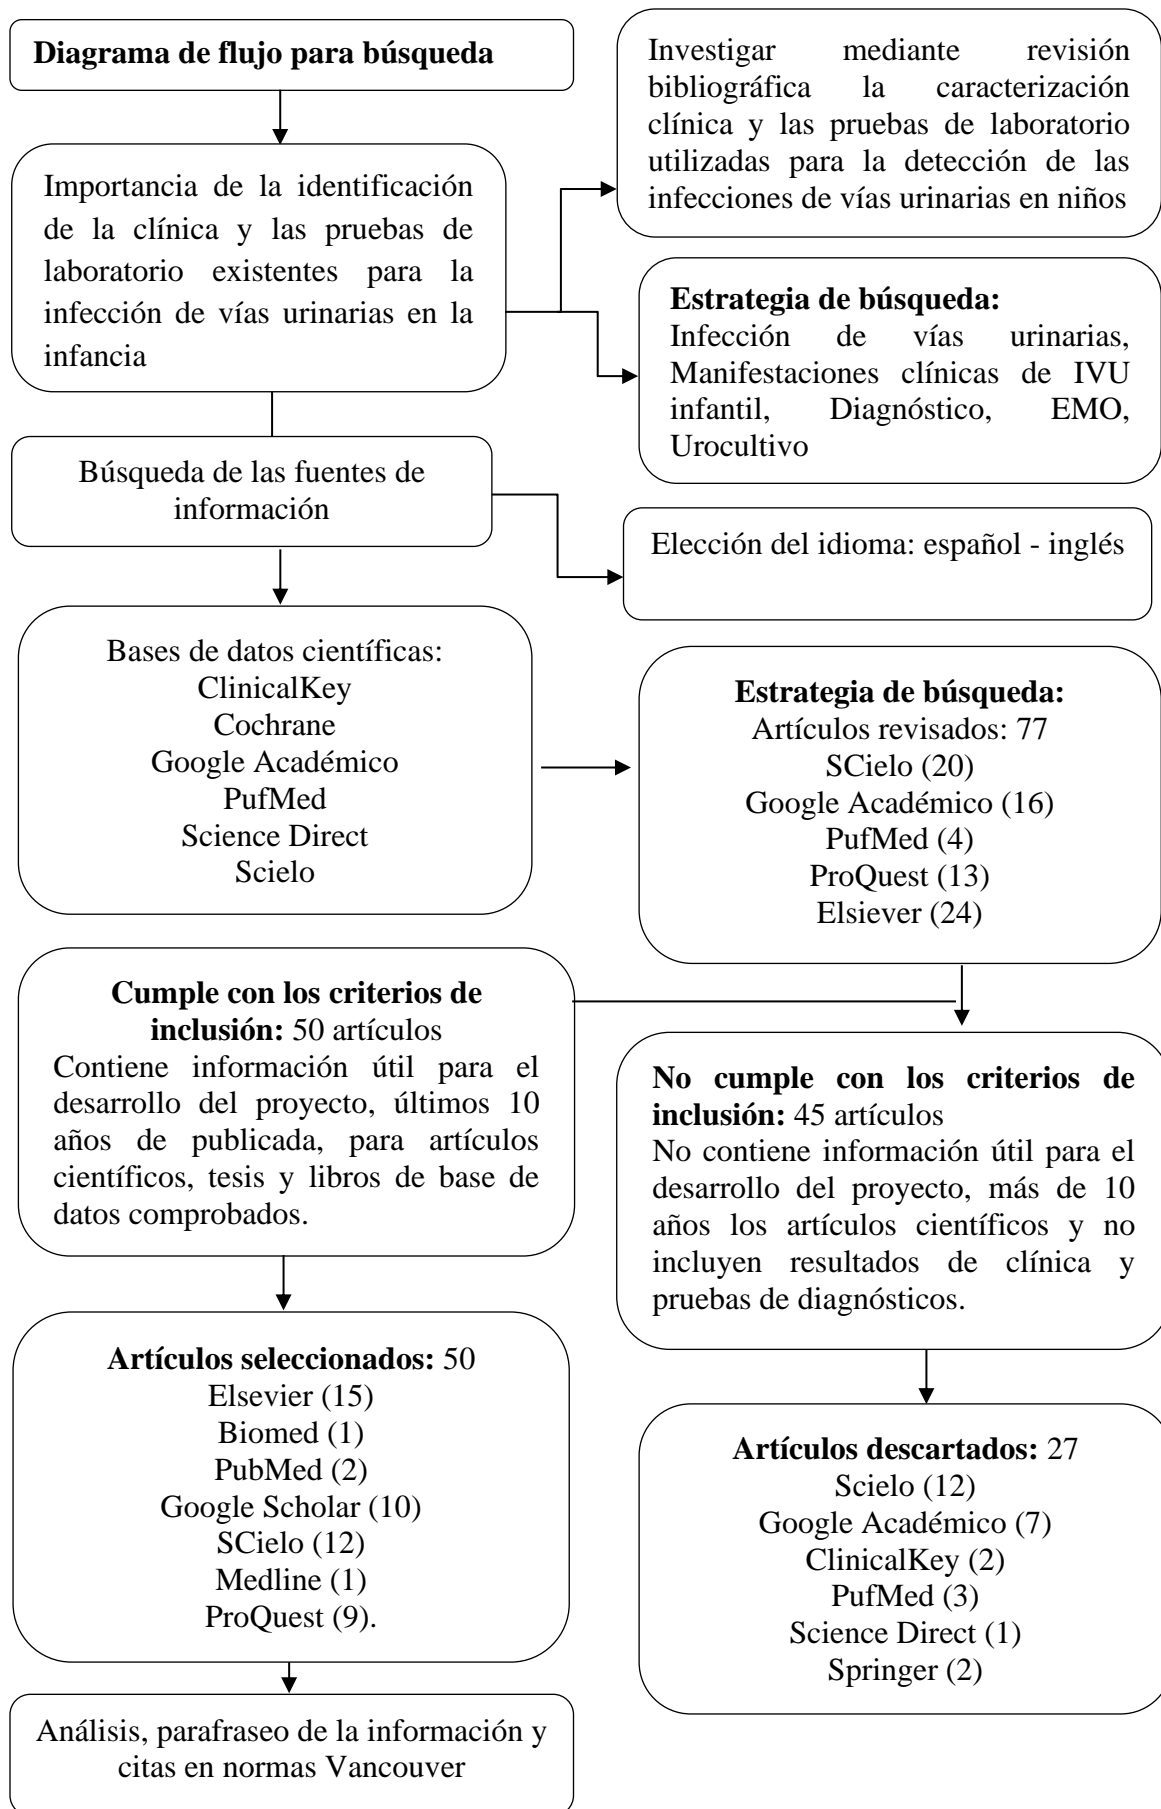 Diagrama de flujo para búsqueda
Investigar mediante revisión
bibliográfica la caracterización
clínica y las pruebas de laboratorio
utilizadas para la detección de las
infecciones de vías urinarias en niños
Importancia de la identificación
de la clínica y las pruebas de
laboratorio existentes para la
infección de vías urinarias en la
infancia
Estrategia de búsqueda:
Infección de vías urinarias,
Manifestaciones clínicas de IVU
infantil, Diagnóstico, EMO,
Urocultivo
Búsqueda de las fuentes de
información
Elección del idioma: español - inglés
Bases de datos científicas:
ClinicalKey
Cochrane
Google Académico
PufMed
Science Direct
Scielo
Estrategia de búsqueda:
Artículos revisados: 77
SCielo (20)
Google Académico (16)
PufMed (4)
ProQuest (13)
Elsiever (24)
Cumple con los criterios de
inclusión: 50 artículos
Contiene información útil para el
desarrollo del proyecto, últimos 10
años de publicada, para artículos
científicos, tesis y libros de base de
datos comprobados.
No cumple con los criterios de
inclusión: 45 artículos
No contiene información útil para el
desarrollo del proyecto, más de 10
años los artículos científicos y no
incluyen resultados de clínica y
pruebas de diagnósticos.
Artículos seleccionados: 50
Elsevier (15)
Biomed (1)
PubMed (2)
Google Scholar (10)
SCielo (12)
Medline (1)
ProQuest (9).
Artículos descartados: 27
Scielo (12)
Google Académico (7)
ClinicalKey (2)
PufMed (3)
Science Direct (1)
Springer (2)
Análisis, parafraseo de la información y
citas en normas Vancouver